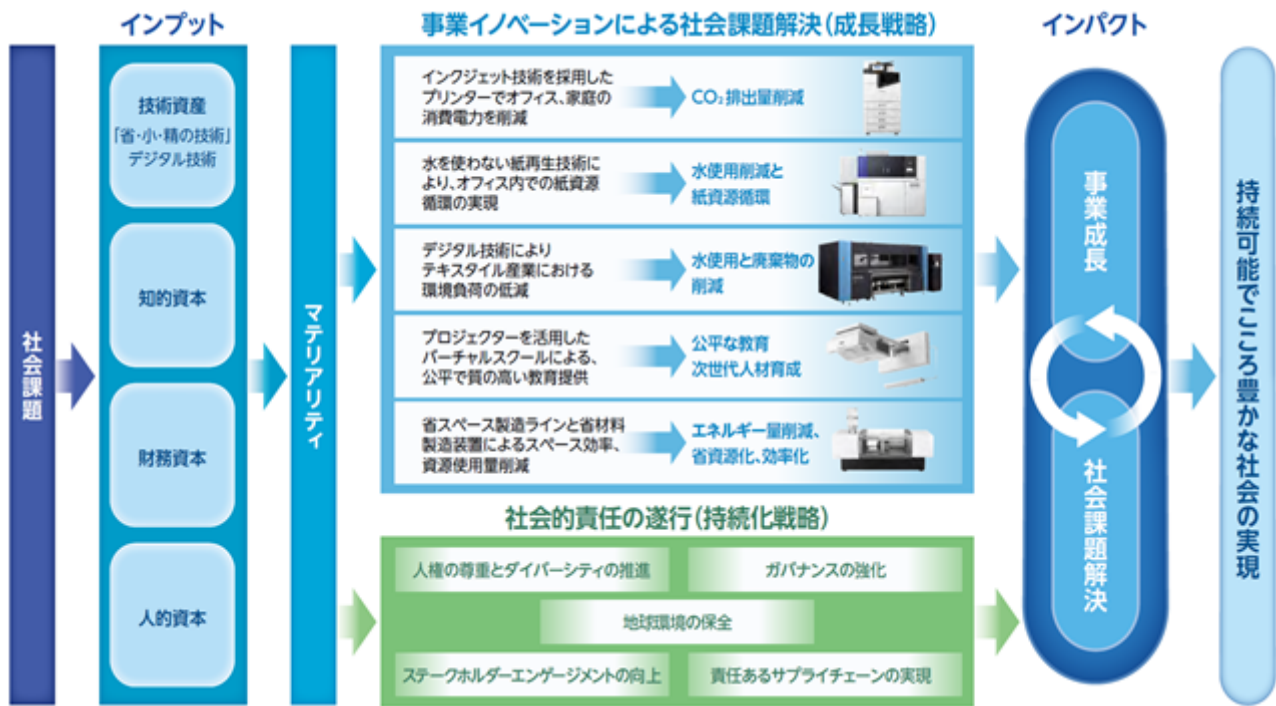 インプット
事業イノベーションによる社会課題解決(成長戦略)
インパクト
社会課題
技術資産
「省・小・精の技術」
デジタル技術
知的資本
財務資本
人的資本
マテリアリティ
インクジェット技術を採用した
プリンターでオフィス、家庭の
消費電力を削減
CO₂排出量削減
水を使わない紙再生技術に
より、オフィス内での紙資源
循環の実現
水使用削減と
紙資源循環
デジタル技術により
テキスタイル産業における
環境負荷の低減
水使用と廃棄物の
削減
プロジェクターを活用した
バーチャルスクールによる、
公平で質の高い教育提供
公平な教育
次世代人材育成
省スペース製造ラインと省材料
製造装置によるスペース効率、
資源使用量削減
エネルギー量削減、
省資源化、効率化
社会的責任の遂行(持続化戦略)
人権の尊重とダイバーシティの推進
ガバナンスの強化
地球環境の保全
ステークホルダーエンゲージメントの向上
責任あるサプライチェーンの実現
事業成長
社会課題解決
持続可能でこころ豊かな社会の実現